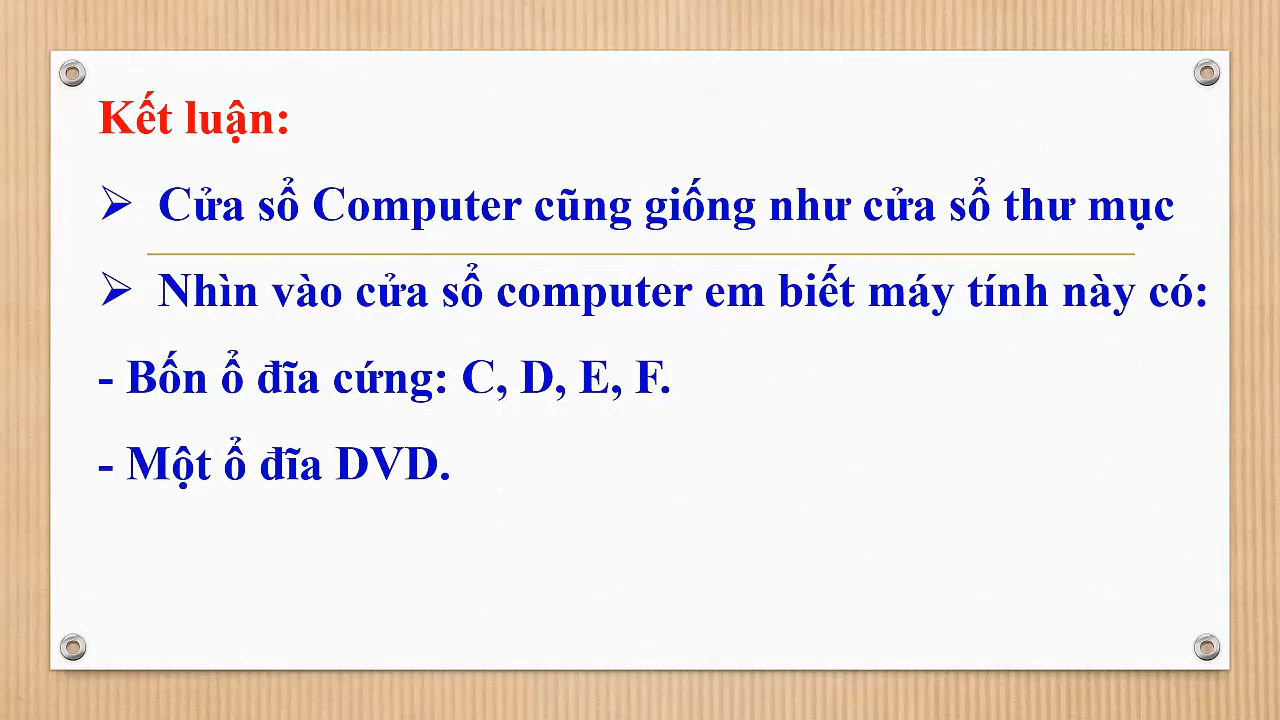 Kết luận:
➢ Cửa sổ Computer cũng giống như cửa sổ thư mục
➢ Nhìn vào cửa sổ computer em biết máy tính này có:
- Bốn ổ đĩa cứng: C, D, E, F.
- Một ổ đĩa DVD.